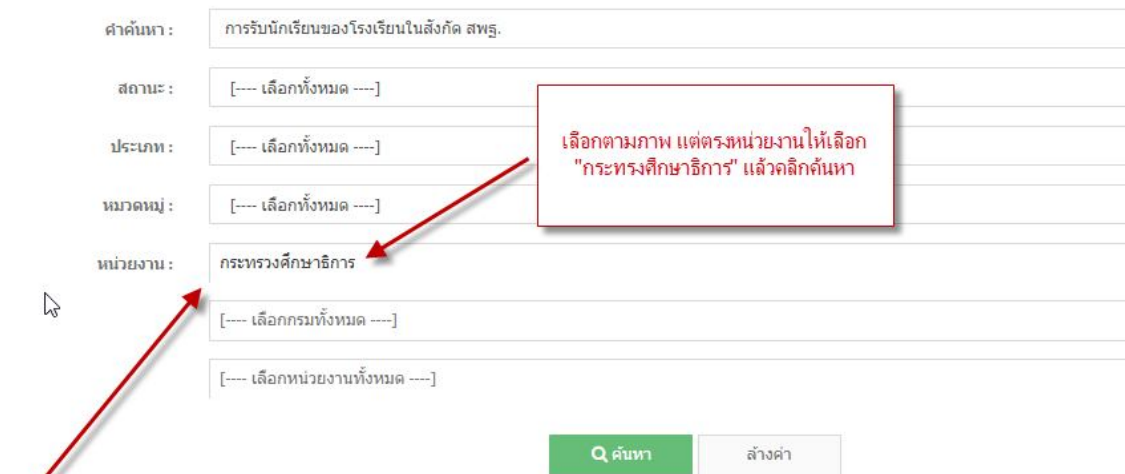 คำค้นหา : การรับนักเรียนของโรงเรียนในสังกัด สพฐ.
สถานะ : [---- เลือกทั้งหมด ----]
ประเภท : [---- เลือกทั้งหมด ----]
เลือกตามภาพ แต่ตรงหน่วยงานให้เลือก
"กระทรงศึกษาธิการ" แล้วคลิกค้นหา
หมวดหมู่ : [---- เลือกทั้งหมด ----]
หน่วยงาน : กระทรวงศึกษาธิการ
[---- เลือกกรมทั้งหมด ----]
[---- เลือกหน่วยงานทั้งหมด ----]
ค้นหา ล้างค่า